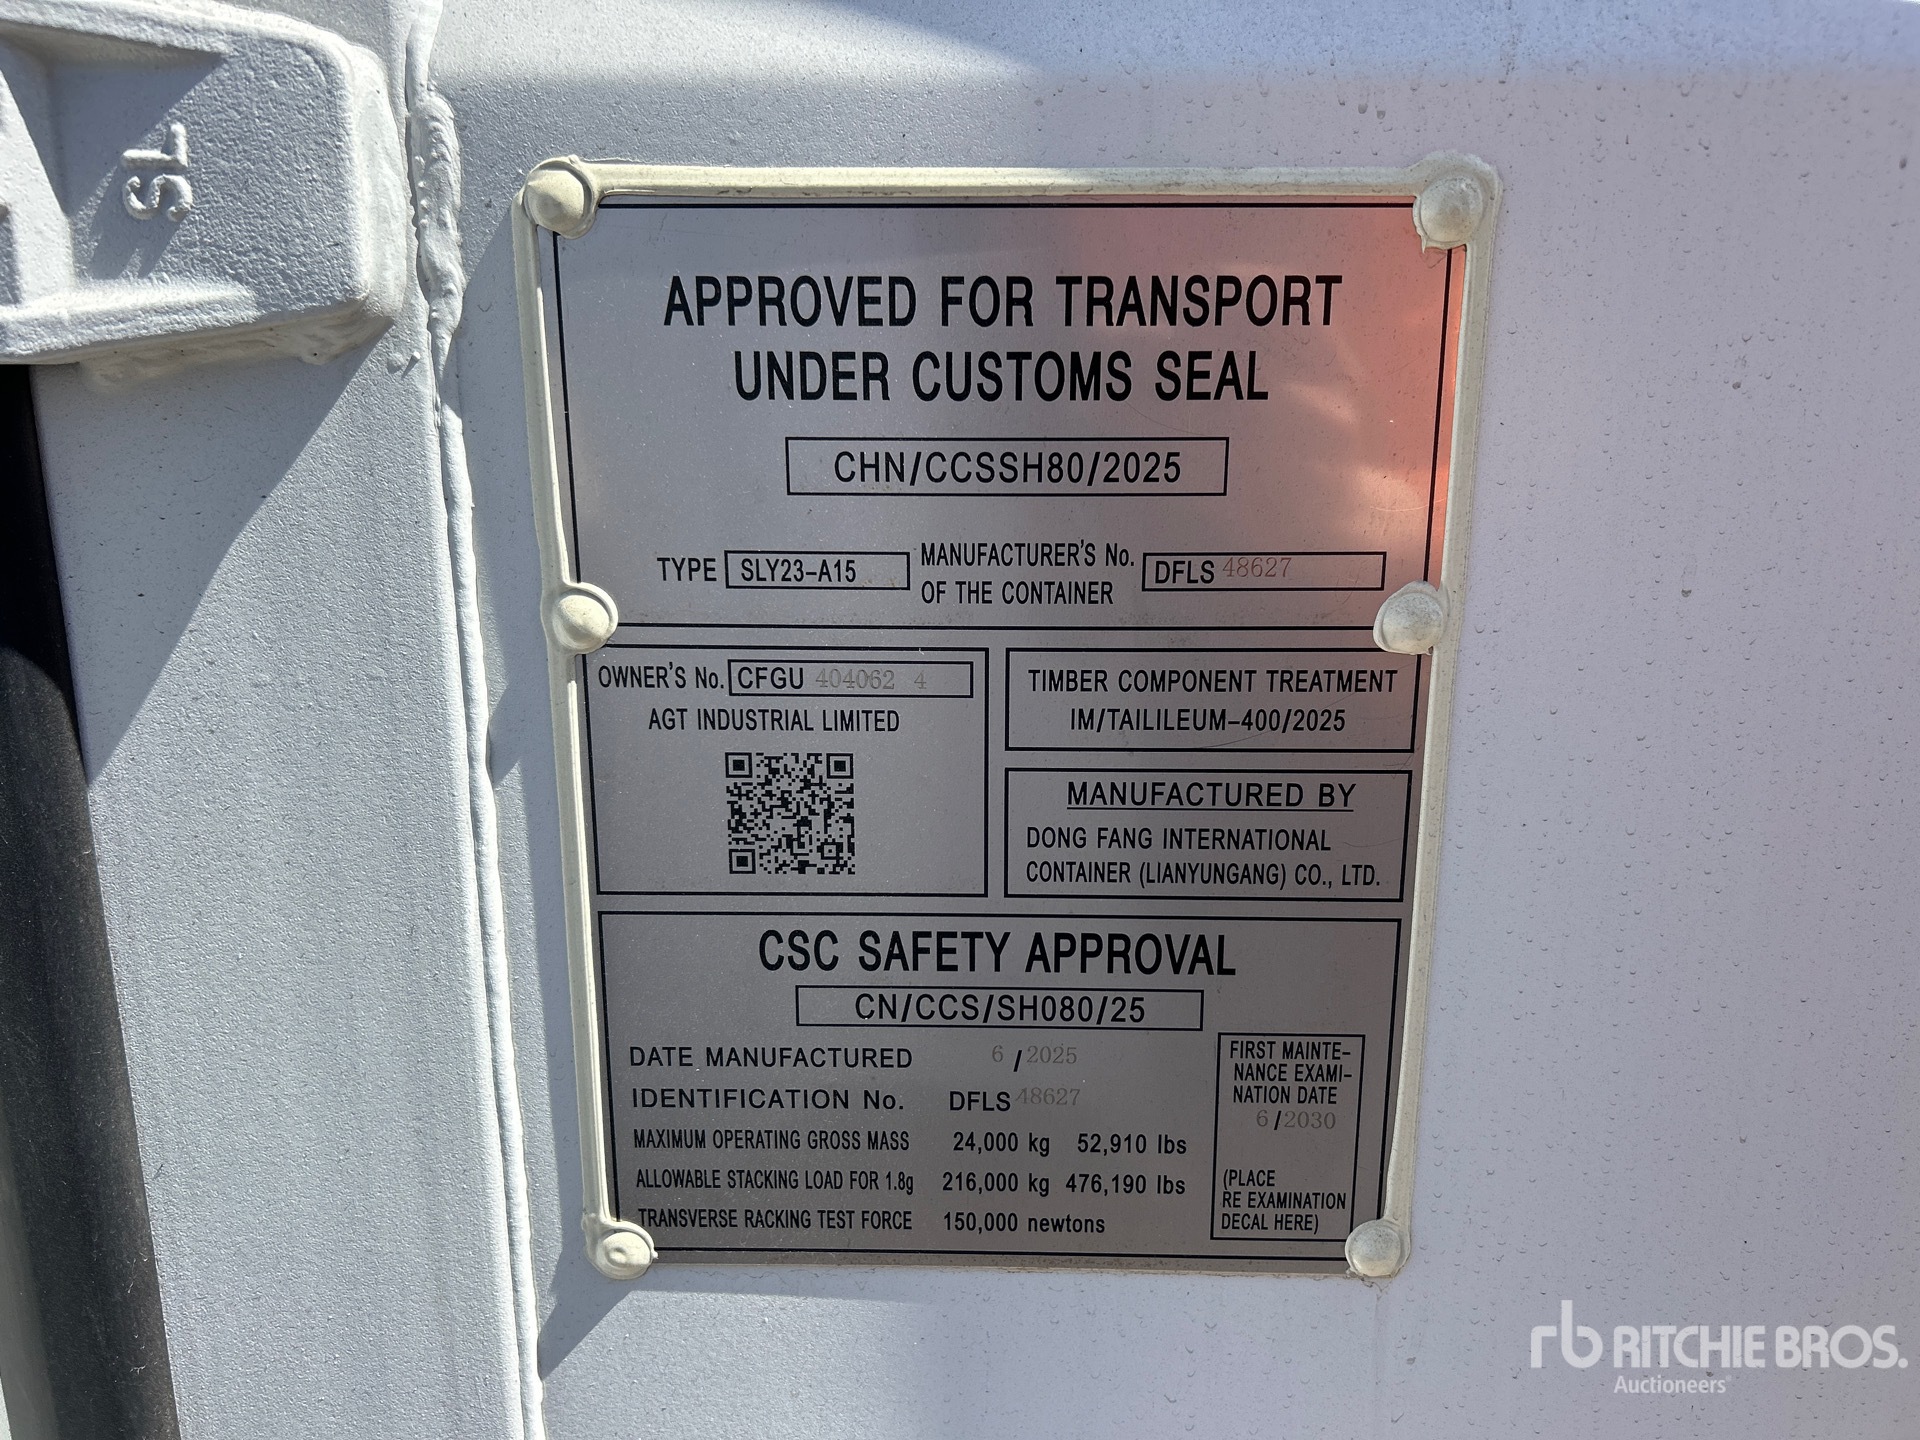 SL
APPROVED FOR TRANSPORT
UNDER CUSTOMS SEAL
CHN/CCSSH80/2025
TYPE SLY23-A15 MANUFACTURER'S No. OF THE CONTAINER DFLS 48627
OWNER'S No. CFGU 404062 4
AGT INDUSTRIAL LIMITED
TIMBER COMPONENT TREATMENT
IM/TAILILEUM-400/2025
MANUFACTURED BY
DONG FANG INTERNATIONAL
CONTAINER (LIANYUNGANG) CO., LTD.
CSC SAFETY APPROVAL
CN/CCS/SH080/25
DATE MANUFACTURED 6 / 2025
IDENTIFICATION No. DFLS 48627
MAXIMUM OPERATING GROSS MASS 24,000 kg 52,910 lbs
ALLOWABLE STACKING LOAD FOR 1.8g 216,000 kg 476,190 lbs
TRANSVERSE RACKING TEST FORCE 150,000 newtons
FIRST MAINTE-
NANCE EXAMI-
NATION DATE
6/2030
(PLACE
RE EXAMINATION
DECAL HERE)
rb RITCHIE BROS.
Auctioneers